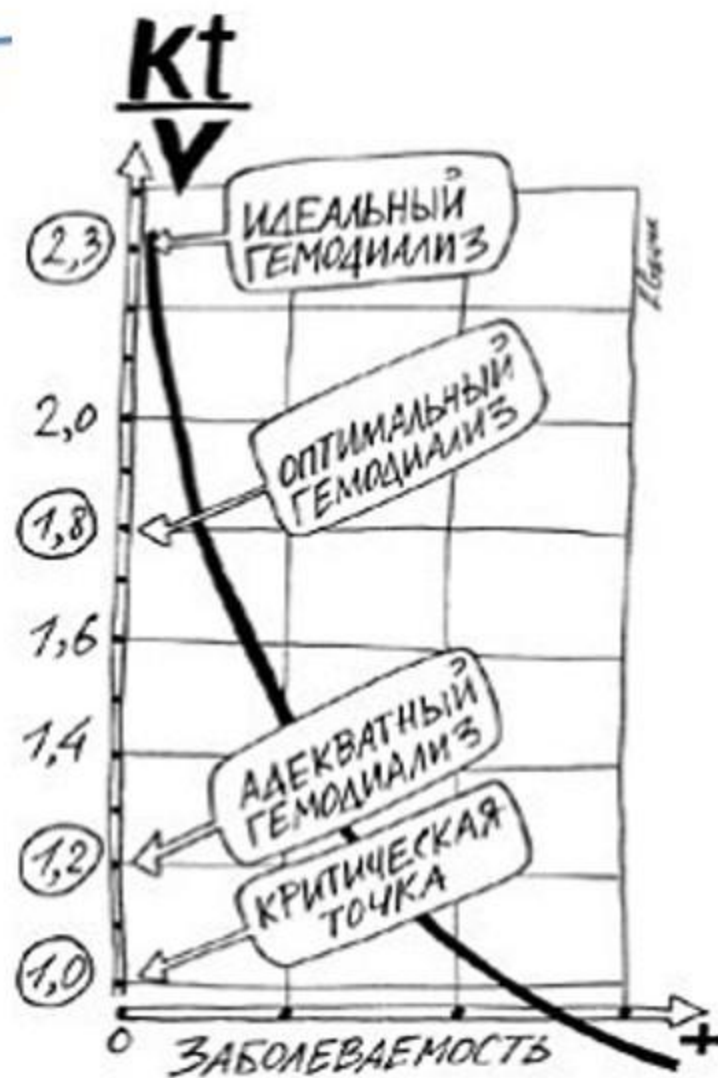 Kt
V
ИДЕАЛЬНЫЙ
ГЕМОДИАЛИЗ
2,3
ОПТИМАЛЬНЫЙ
ГЕМОДИАЛИЗ
2,0
1,8
1,6
АДЕКВАТНЫЙ
ГЕМОДИАЛИЗ
1,4
1,2
КРИТИЧЕСКАЯ
ТОЧКА
1,0
0
ЗАБОЛЕВАЕМОСТЬ
+